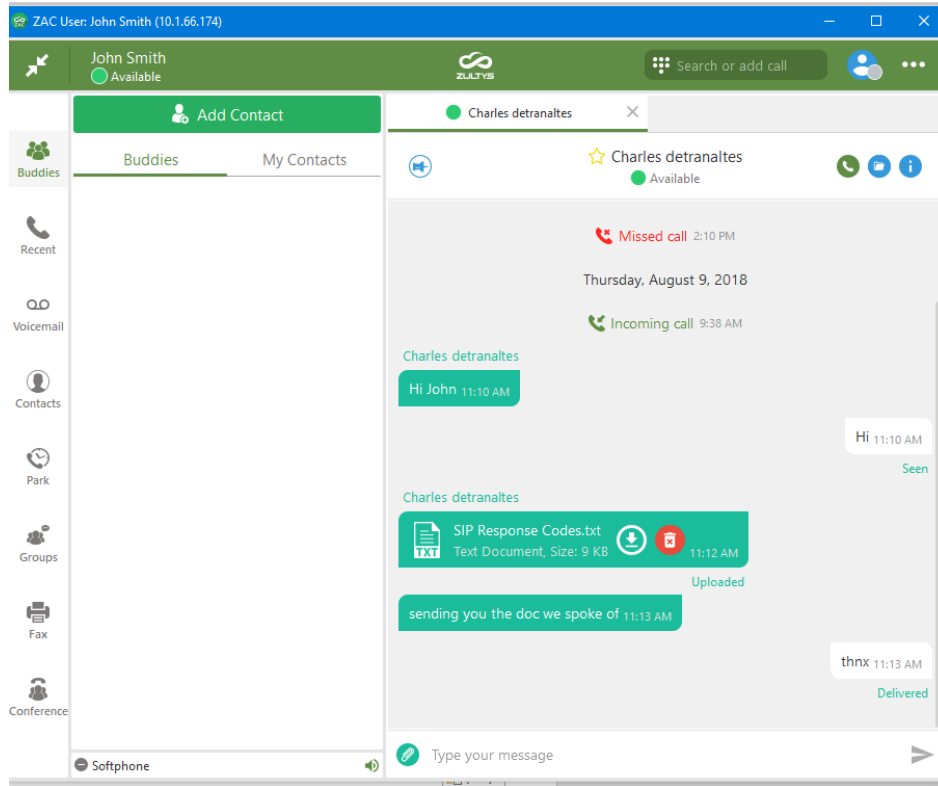 ZAC User: John Smith (10.1.66.174)
John Smith
Available
ZULTYS
Search or add call
Add Contact
Buddies
My Contacts
Buddies
Recent
Voicemail
Contacts
Park
Groups
Fax
Conference
Softphone
Charles detranaltes
Charles detranaltes
Available
Missed call 2:10 PM
Thursday, August 9, 2018
Incoming call 9:38 AM
Charles detranaltes
Hi John 11:10 AM
Hi 11:10 AM
Seen
Charles detranaltes
TXT
SIP Response Codes.txt
Text Document, Size: 9 KB
11:12 AM
Uploaded
sending you the doc we spoke of 11:13 AM
thnx 11:13 AM
Delivered
Type your message